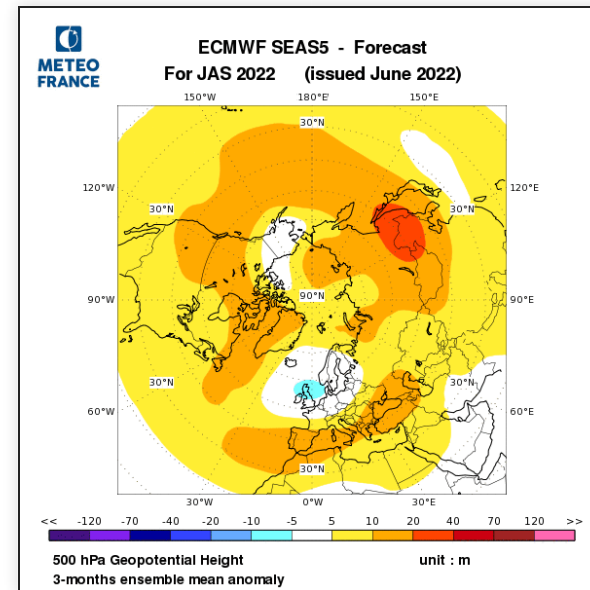 METEO
FRANCE
ECMWF SEAS5 - Forecast
For JAS 2022 (issued June 2022)
150°W 180°E 150°E
30°N
120°W 120°E
30°N 30°N
90°W 90°N 90°E
30°N 30°N
60°W 60°E
30°N
30°W 0°W 30°E
<< -120 -70 -40 -20 -10 -5 5 10 20 40 70 120 >>
500 hPa Geopotential Height unit : m
3-months ensemble mean anomaly